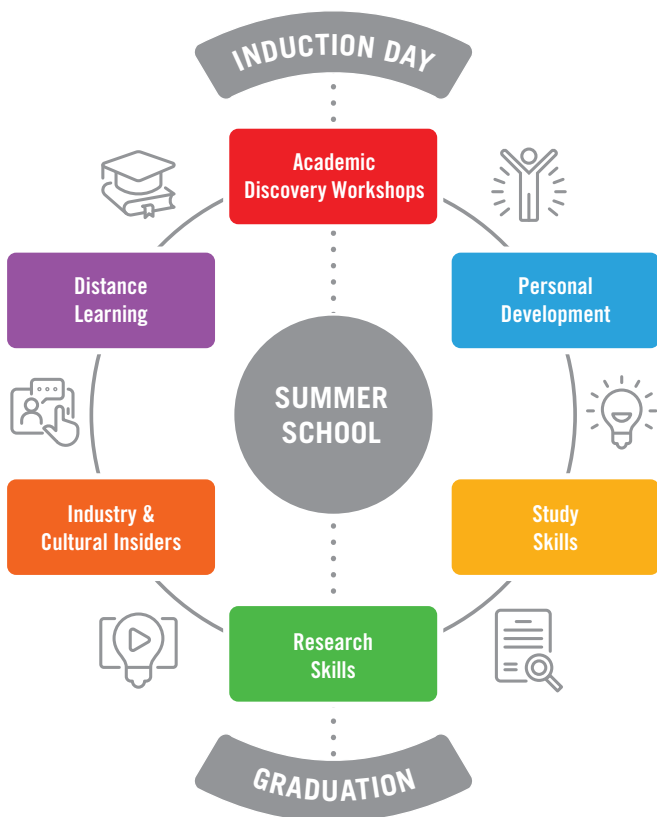 INDUCTION DAY
Academic
Discovery Workshops
Distance
Learning
Personal
Development
SUMMER
SCHOOL
Industry &
Cultural Insiders
Study
Skills
Research
Skills
GRADUATION